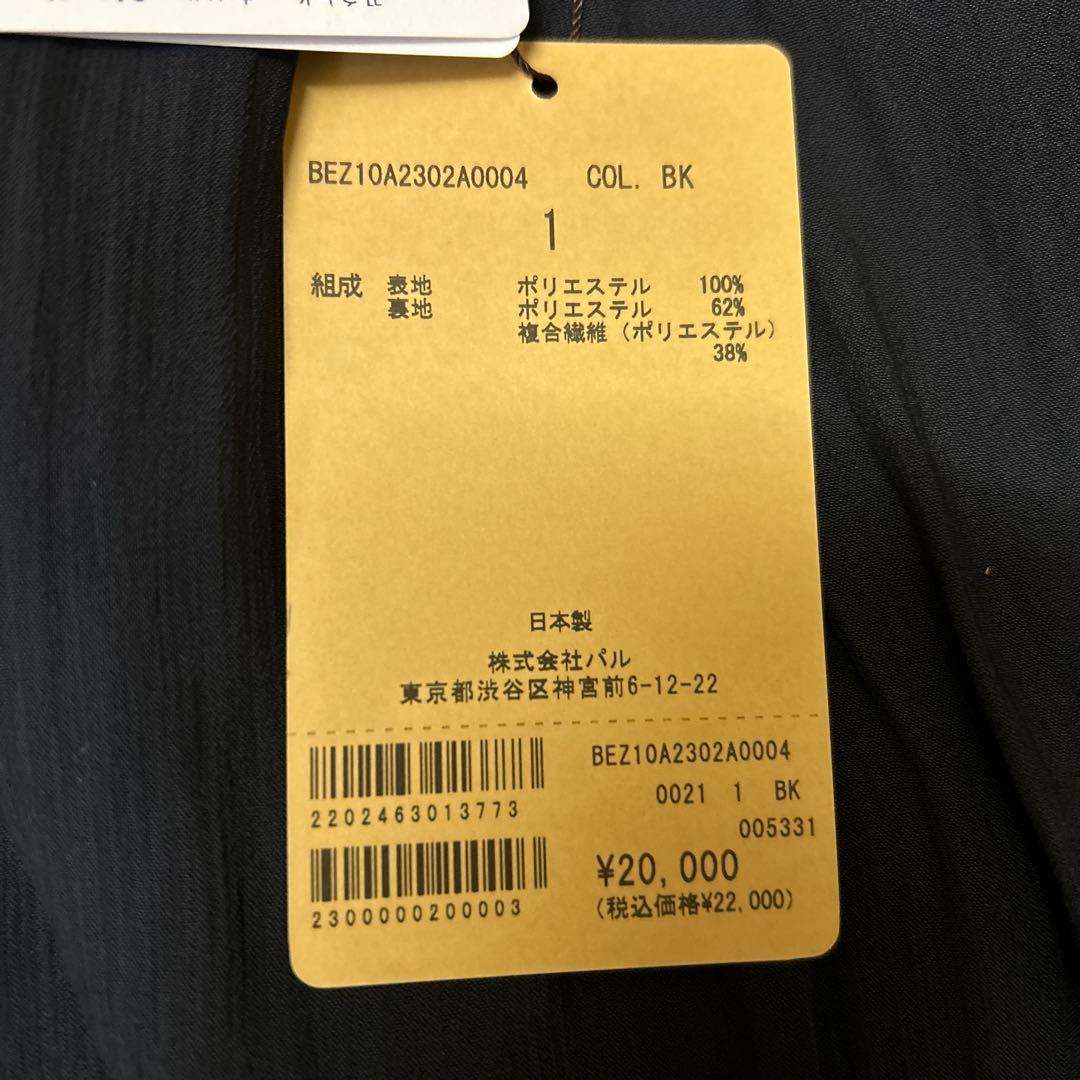 BEZ10A2302A0004 COL. BK
1
組成 表地 ポリエステル 100%
裏地 ポリエステル 62%
複合繊維(ポリエステル)
38%
日本製
株式会社パル
東京都渋谷区神宮前6-12-22
2202463013773
2300000200003
BEZ10A2302A0004
0021 1 BK
005331
¥20,000
(税込価格¥22,000)